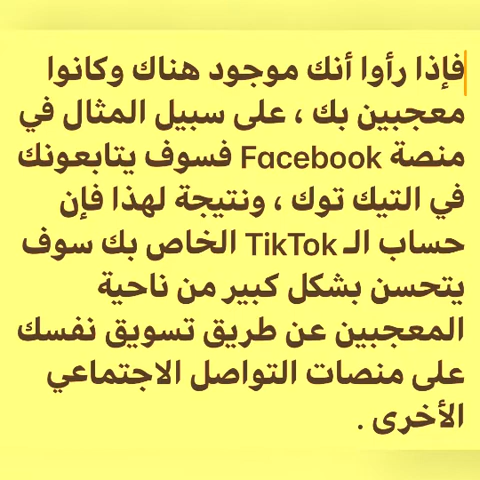 فإذا رأوا أنك موجود هناك وكانوا
معجبين بك ، على سبيل المثال في
منصة Facebook فسوف يتابعونك
في التيك توك ، ونتيجة لهذا فإن
حساب الـ TikTok الخاص بك سوف
يتحسن بشكل كبير من ناحية
المعجبين عن طريق تسويق نفسك
على منصات التواصل الاجتماعي
الأخرى .